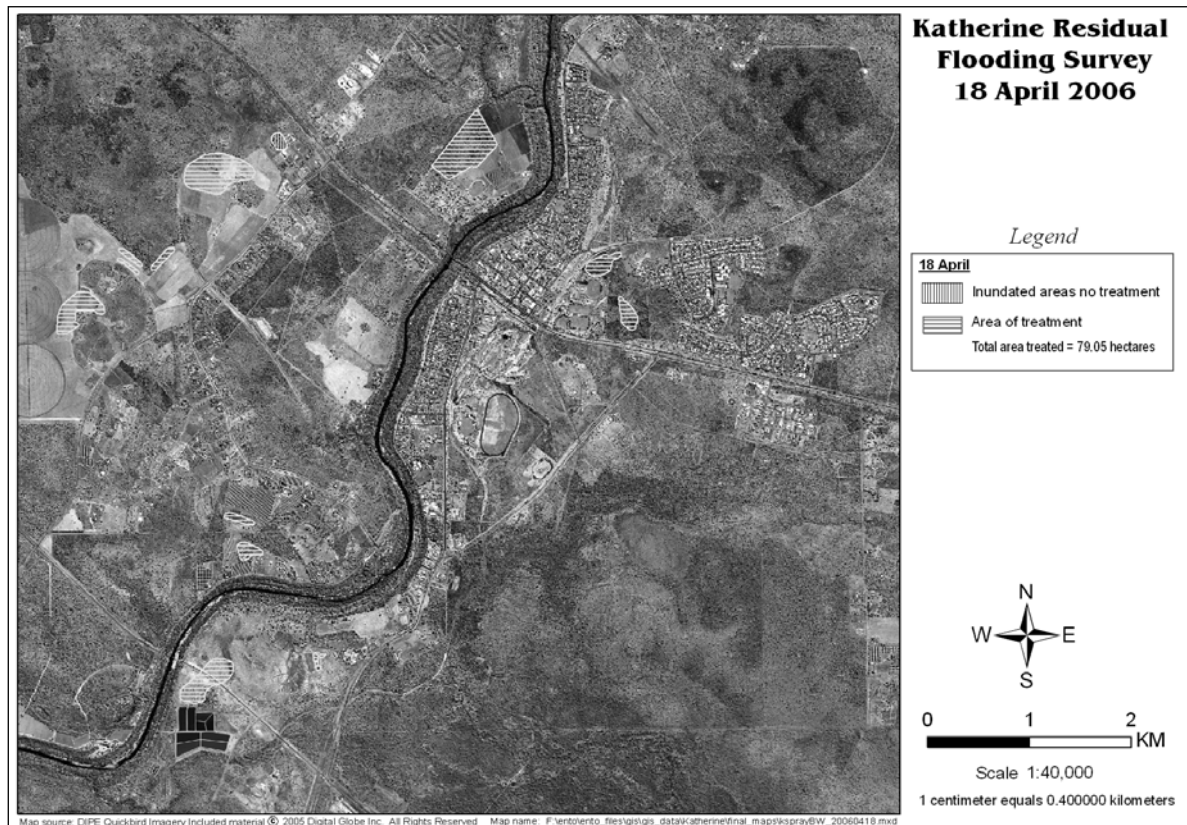 Katherine Residual
Flooding Survey
18 April 2006
Legend
18 April
Inundated areas no treatment
Area of treatment
Total area treated = 79.05 hectares
N
W E
S
0 1 2
KM
Scale 1:40,000
1 centimeter equals 0.400000 kilometers
Map source: DIPE Quickbird Imagery Included material © 2005 Digital Globe Inc. All Rights Reserved Map name: F:\ento\ento_files\gis_data\Katherine\final_maps\ksprayBW_20060418.mxd